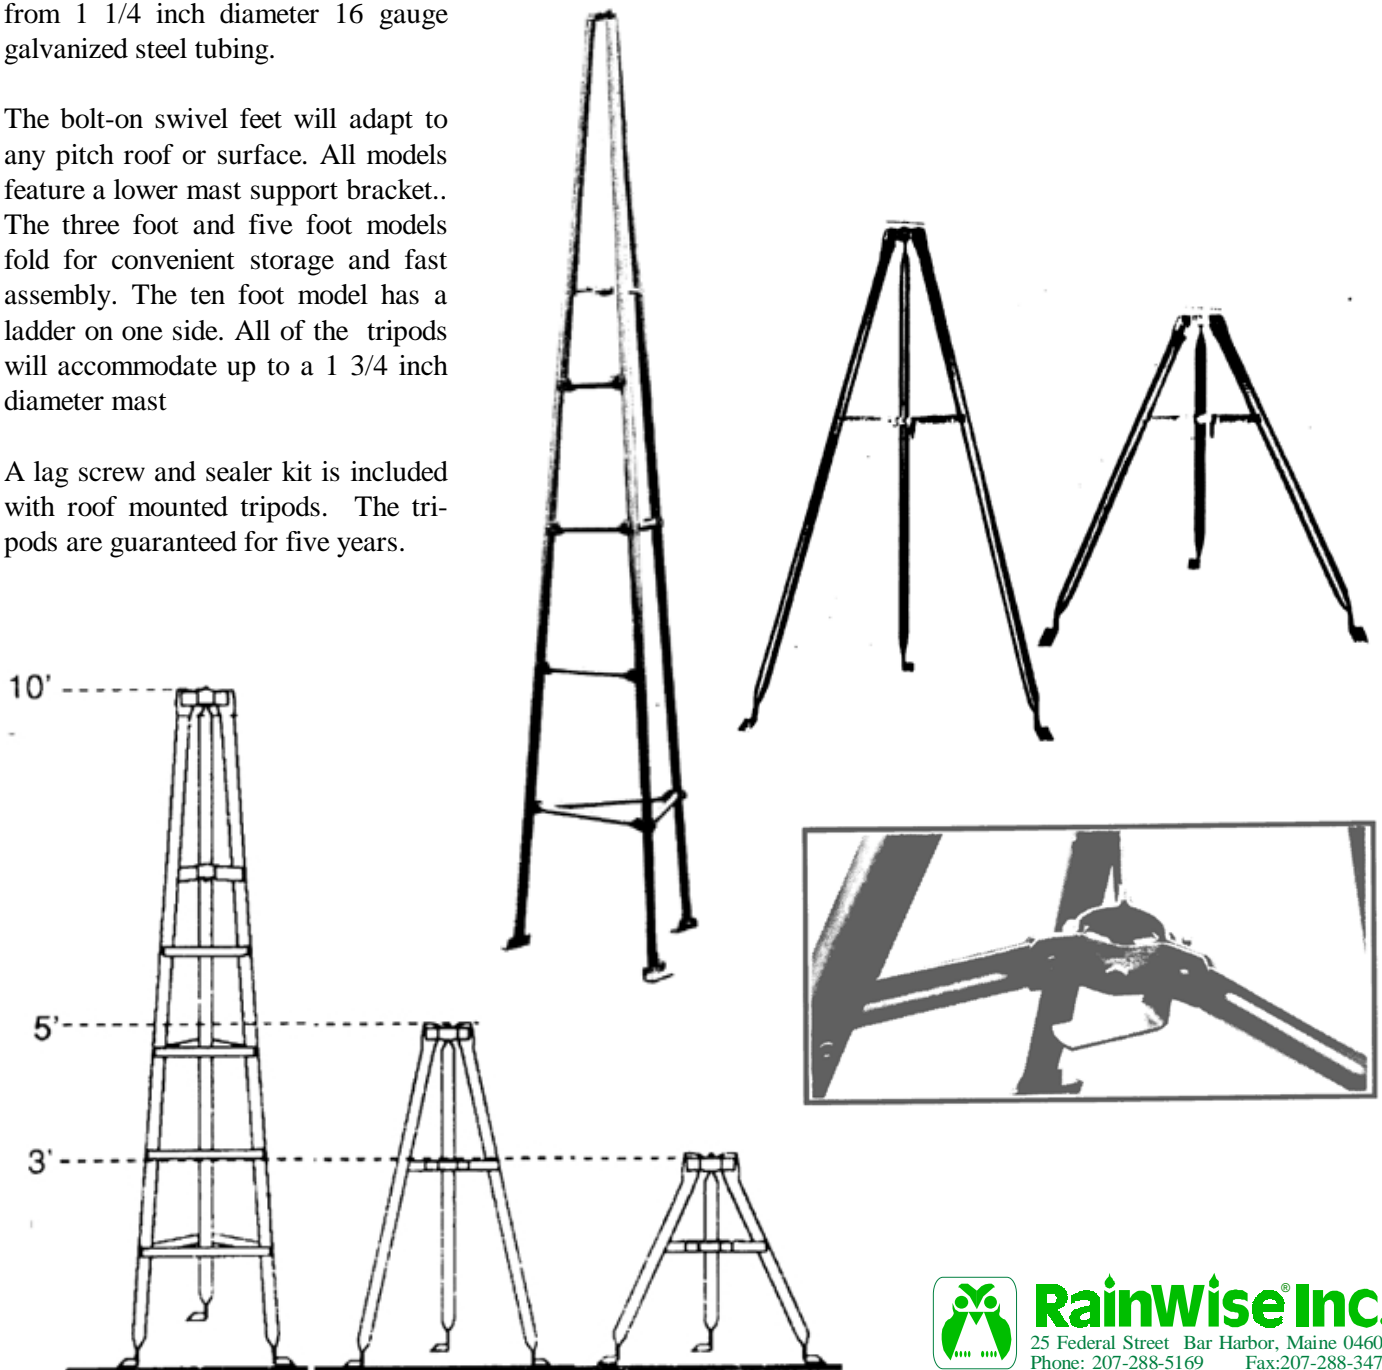 from 1 1/4 inch diameter 16 gauge
galvanized steel tubing.
The bolt-on swivel feet will adapt to
any pitch roof or surface. All models
feature a lower mast support bracket..
The three foot and five foot models
fold for convenient storage and fast
assembly. The ten foot model has a
ladder on one side. All of the tripods
will accommodate up to a 1 3/4 inch
diameter mast
A lag screw and sealer kit is included
with roof mounted tripods. The tri-
pods are guaranteed for five years.
10'
5'
3'
RainWise® Inc.
25 Federal Street Bar Harbor, Maine 0460
Phone: 207-288-5169 Fax:207-288-347